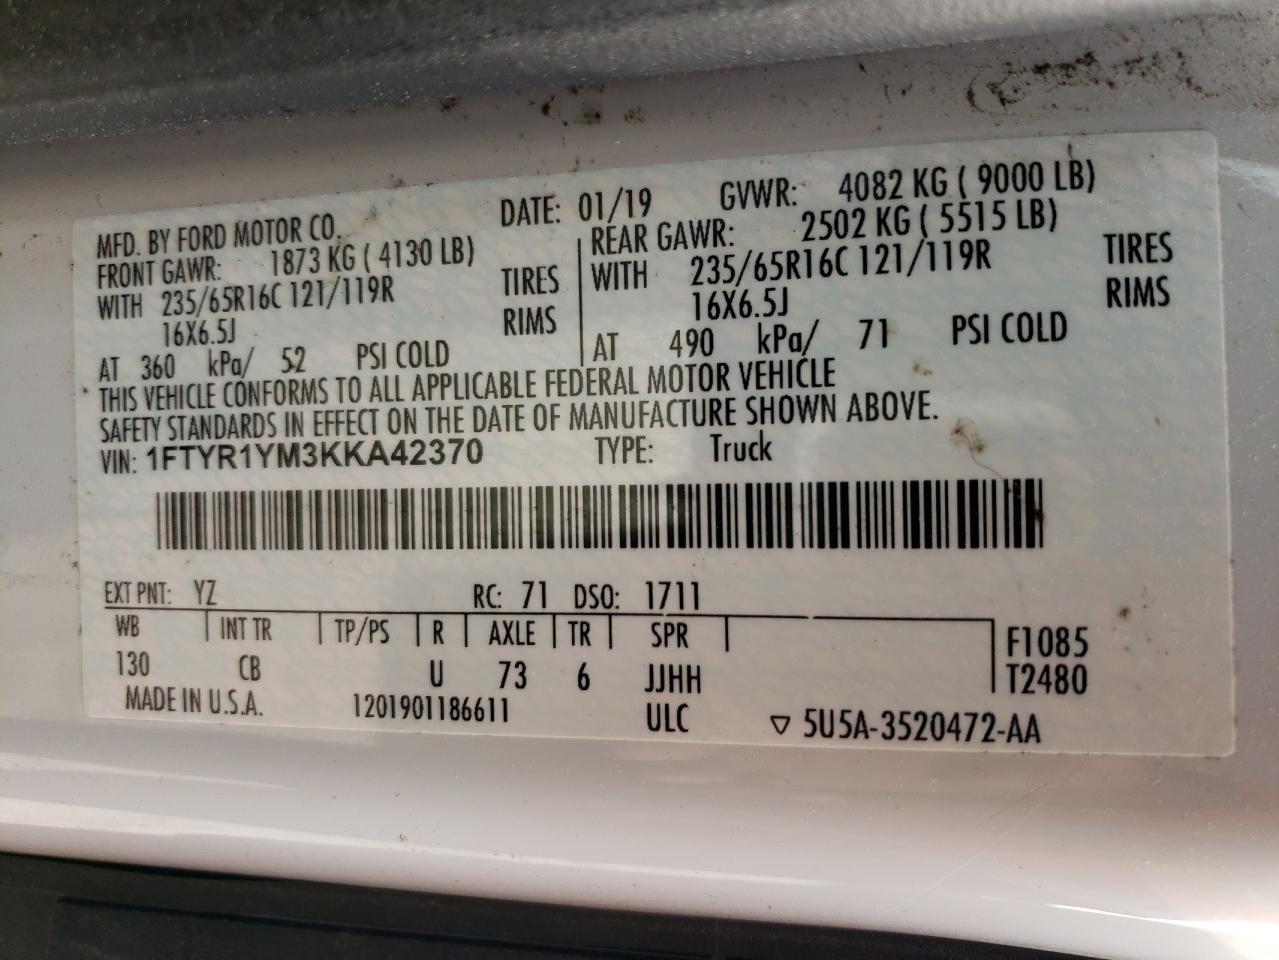 MFD. BY FORD MOTOR CO. DATE: 01/19 GVWR: 4082 KG ( 9000 LB)
FRONT GAWR: 1873 KG ( 4130 LB) REAR GAWR: 2502 KG ( 5515 LB)
WITH 235/65R16C 121/119R TIRES WITH 235/65R16C 121/119R TIRES
16X6.5J RIMS 16X6.5J RIMS
AT 360 kPa/ 52 PSI COLD AT 490 kPa/ 71 PSI COLD
THIS VEHICLE CONFORMS TO ALL APPLICABLE FEDERAL MOTOR VEHICLE
SAFETY STANDARDS IN EFFECT ON THE DATE OF MANUFACTURE SHOWN ABOVE.
VIN: 1FTYR1YM3KKA42370 TYPE: Truck
EXT PNT: YZ RC: 71 DSO: 1711
WB INT TR TP/PS R AXLE TR SPR F1085
130 CB U 73 6 JJHH T2480
MADE IN U.S.A. 1201901186611 ULC ▽ 5U5A-3520472-AA